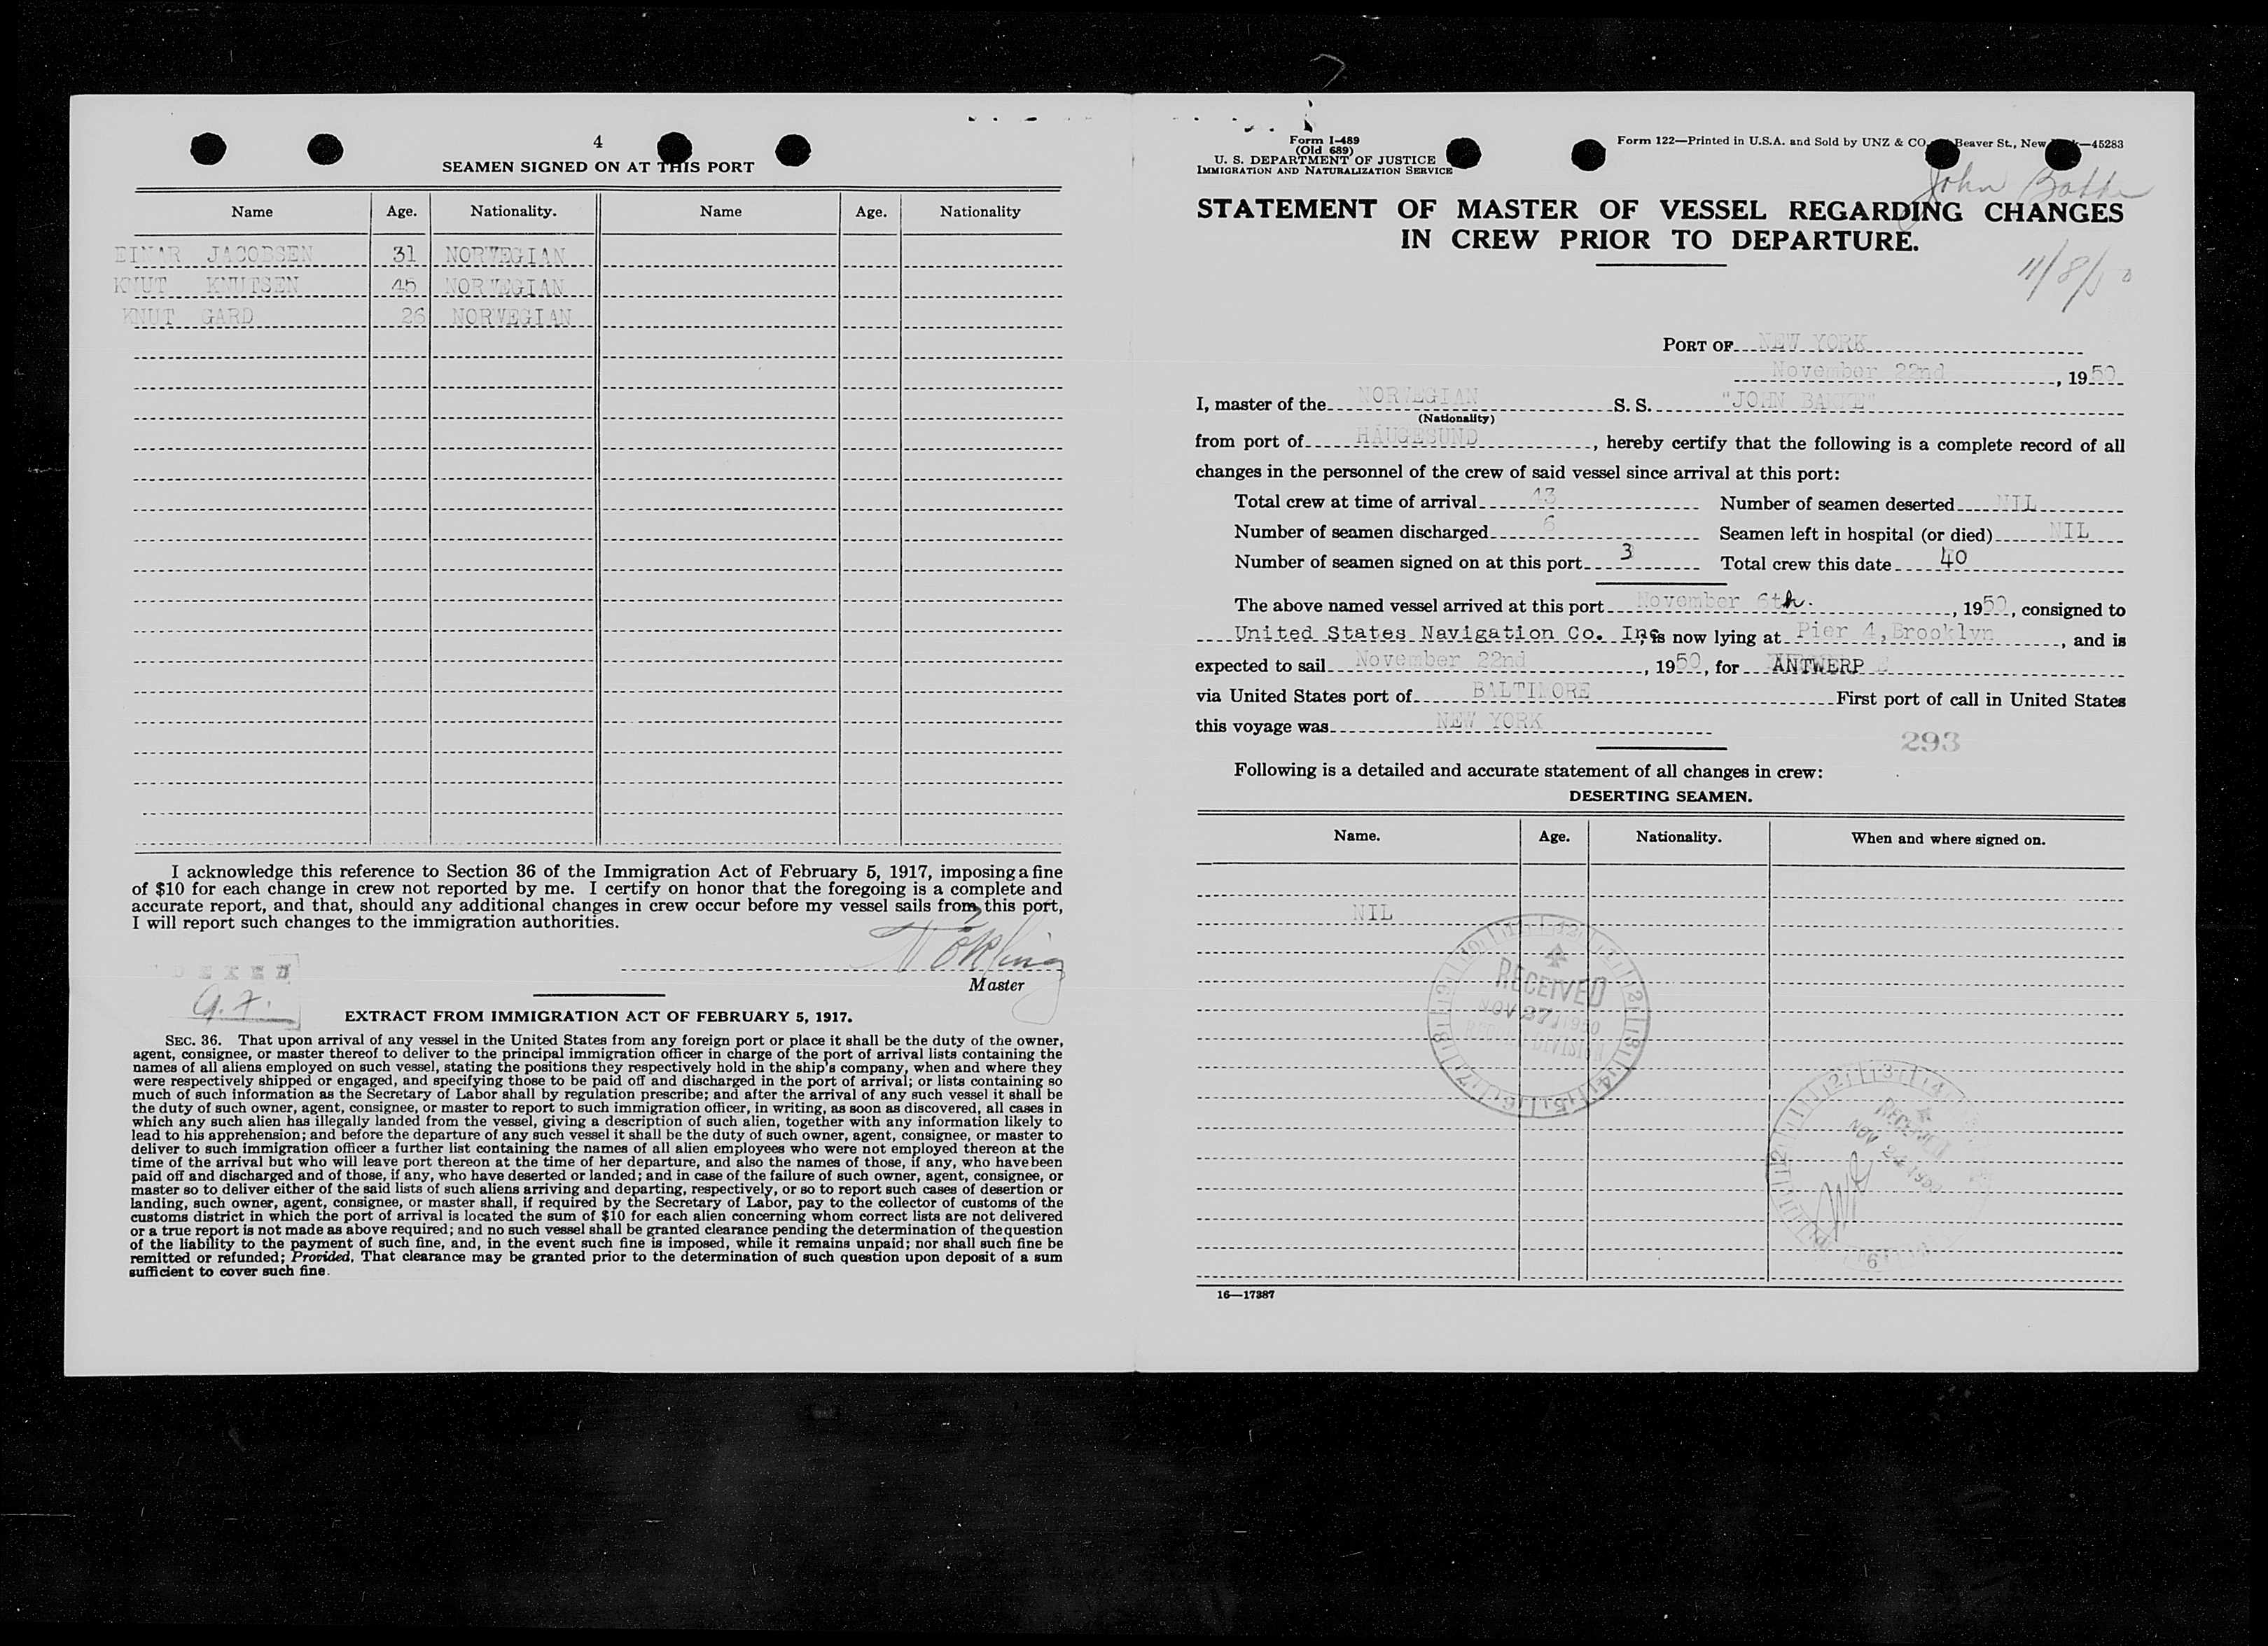 4
SEAMEN SIGNED ON AT THIS PORT
Name Age. Nationality. Name Age. Nationality
EINAR JACOBSEN 31 NORWEGIAN
KNUT KNUTSEN 45 NORWEGIAN
KNUT GARD 26 NORWEGIAN
I acknowledge this reference to Section 36 of the Immigration Act of February 5, 1917, imposing a fine
of $10 for each change in crew not reported by me. I certify on honor that the foregoing is a complete and
accurate report, and that, should any additional changes in crew occur before my vessel sails from this port,
I will report such changes to the immigration authorities.
Master
EXTRACT FROM IMMIGRATION ACT OF FEBRUARY 5, 1917.
SEC. 36. That upon arrival of any vessel in the United States from any foreign port or place it shall be the duty of the owner,
agent, consignee, or master thereof to deliver to the principal immigration officer in charge of the port of arrival lists containing the
names of all aliens employed on such vessel, stating the positions they respectively hold in the ship's company, when and where they
were respectively shipped or engaged, and specifying those to be paid off and discharged in the port of arrival; or lists containing so
much of such information as the Secretary of Labor shall by regulation prescribe; and after the arrival of any such vessel it shall be
the duty of such owner, agent, consignee, or master to report to such immigration officer, in writing, as soon as discovered, all cases in
which any such alien has illegally landed from the vessel, giving a description of such alien, together with any information likely to
lead to his apprehension; and before the departure of any such vessel it shall be the duty of such owner, agent, consignee, or master to
deliver to such immigration officer a further list containing the names of all alien employees who were not employed thereon at the
time of the arrival but who will leave port thereon at the time of her departure, and also the names of those, if any, who have been
paid off and discharged and of those, if any, who have deserted or landed; and in case of the failure of such owner, agent, consignee, or
master so to deliver either of the said lists of such aliens arriving and departing, respectively, or so to report such cases of desertion or
landing, such owner, agent, consignee, or master shall, if required by the Secretary of Labor, pay to the collector of customs of the
customs district in which the port of arrival is located the sum of $10 for each alien concerning whom correct lists are not delivered
or a true report is not made as above required; and no such vessel shall be granted clearance pending the determination of the question
of the liability to the payment of such fine, and, in the event such fine is imposed, while it remains unpaid; nor shall such fine be
remitted or refunded; Provided, That clearance may be granted prior to the determination of such question upon deposit of a sum
sufficient to cover such fine.
Form I-489
(Old 689)
U. S. DEPARTMENT OF JUSTICE
IMMIGRATION AND NATURALIZATION SERVICE
Form 122—Printed in U.S.A. and Sold by UNZ & CO. Beaver St., New —45283
John Bakke
STATEMENT OF MASTER OF VESSEL REGARDING CHANGES
IN CREW PRIOR TO DEPARTURE.
11/8/50
PORT OF NEW YORK
November 22nd, 1950
I, master of the NORWEGIAN S. S. "JOHN BAKKE"
(Nationality)
from port of HAUGESUND, hereby certify that the following is a complete record of all
changes in the personnel of the crew of said vessel since arrival at this port:
Total crew at time of arrival 43 Number of seamen deserted NIL
Number of seamen discharged 6 Seamen left in hospital (or died) NIL
Number of seamen signed on at this port 3 Total crew this date 40
The above named vessel arrived at this port November 6th., 1950, consigned to
United States Navigation Co. Inc, is now lying at Pier 4, Brooklyn, and is
expected to sail November 22nd, 1950, for ANTWERP
via United States port of BALTIMORE First port of call in United States
this voyage was NEW YORK
293
Following is a detailed and accurate statement of all changes in crew:
DESERTING SEAMEN.
Name. Age. Nationality. When and where signed on.
NIL
RECEIVED
NOV 27 1950
RECORD DIVISION
RECEIVED
NOV 24 1950
16—17387